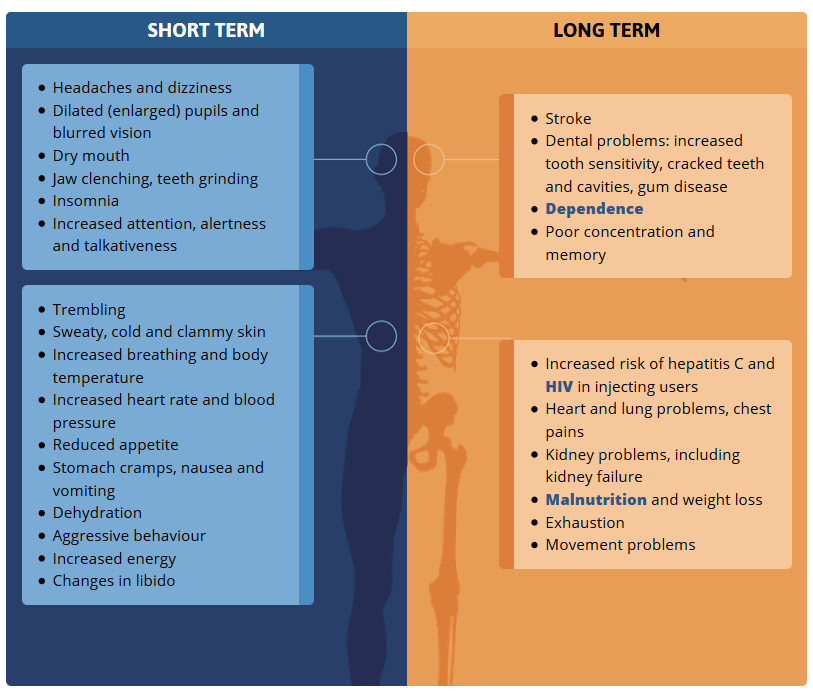 SHORT TERM
Headaches and dizziness
Dilated (enlarged) pupils and
blurred vision
Dry mouth
Jaw clenching, teeth grinding
Insomnia
Increased attention, alertness
and talkativeness
Trembling
Sweaty, cold and clammy skin
Increased breathing and body
temperature
Increased heart rate and blood
pressure
Reduced appetite
Stomach cramps, nausea and
vomiting
Dehydration
Aggressive behaviour
Increased energy
Changes in libido
LONG TERM
Stroke
Dental problems: increased
tooth sensitivity, cracked teeth
and cavities, gum disease
Dependence
Poor concentration and
memory
Increased risk of hepatitis C and
HIV in injecting users
Heart and lung problems, chest
pains
Kidney problems, including
kidney failure
Malnutrition and weight loss
Exhaustion
Movement problems